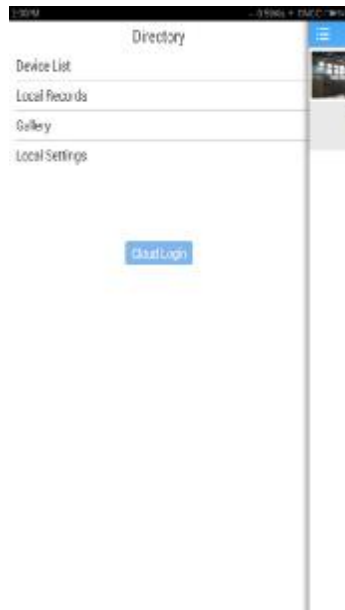 Directory
Device List
Local Records
Gallery
Local Settings
Cloud Login